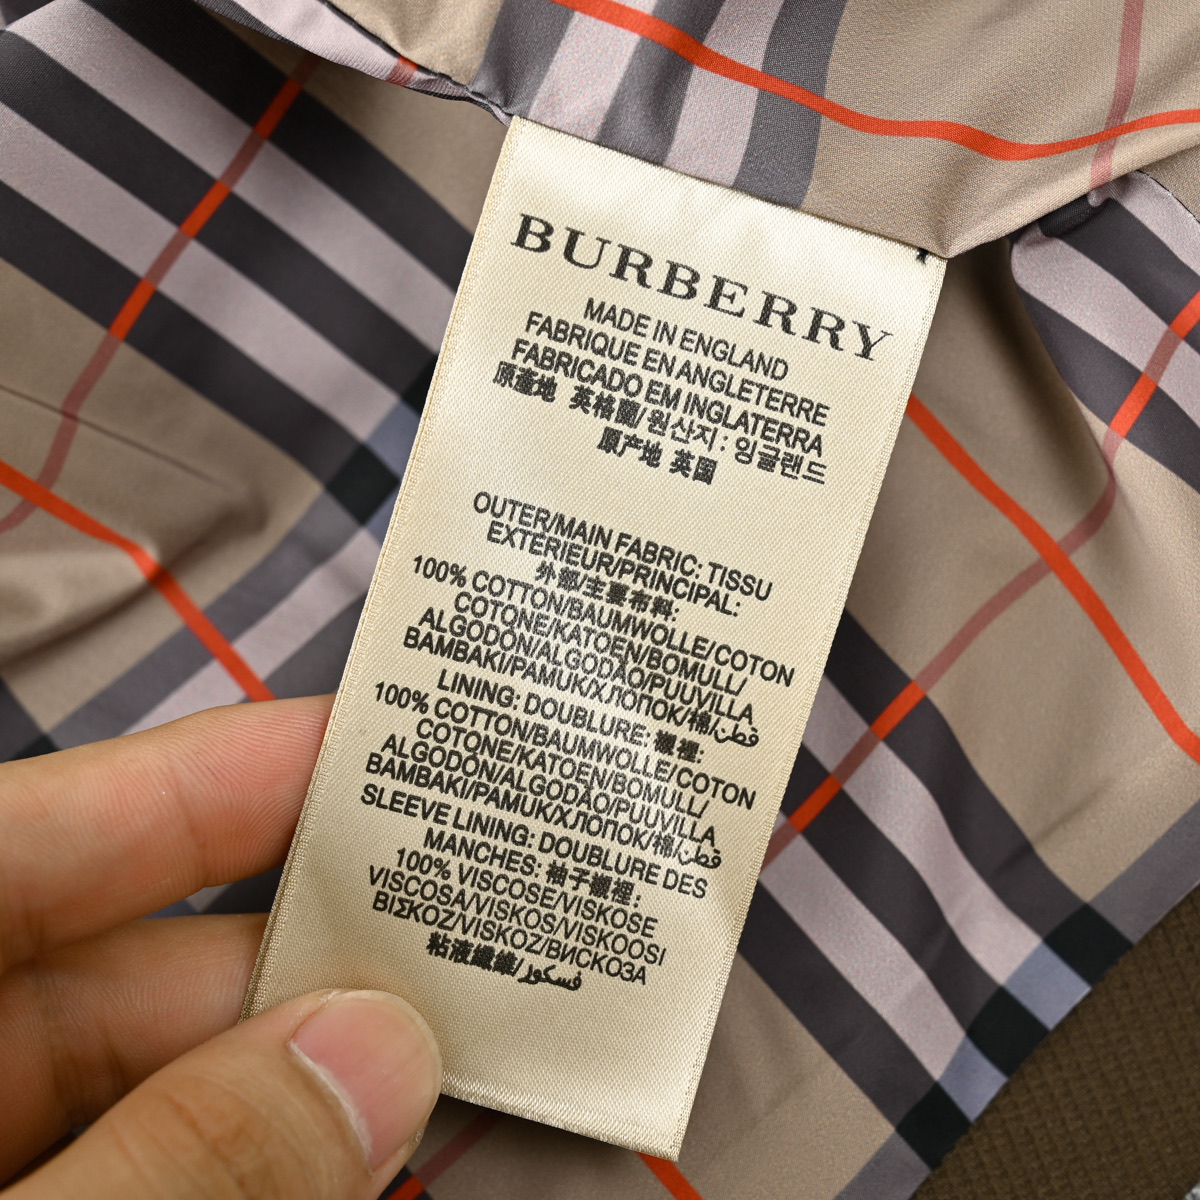 BURBERRY
MADE IN ENGLAND
FABRIQUE EN ANGLETERRE
FABRICADO EM INGLATERRA
原產地 英格蘭/원산지: 잉글랜드
原产地 英国
OUTER/MAIN FABRIC: TISSU
EXTERIEUR/PRINCIPAL:
外部/主要布料:
100% COTTON/BAUMWOLLE/COTON
COTONE/KATOEN/BOMULL/
ALGODÓN/ALGODÃO/PUUVILLA
BAMBAKI/PAMUK/ХЛОПОК/棉/قطن
LINING: DOUBLURE: 襯裡:
100% COTTON/BAUMWOLLE/COTON
COTONE/KATOEN/BOMULL/
ALGODÓN/ALGODÃO/PUUVILLA
BAMBAKI/PAMUK/ХЛОПОК/棉/قطن
SLEEVE LINING: DOUBLURE DES
MANCHES: 袖子襯裡:
100% VISCOSE/VISKOSE
VISCOSA/VISKOS/VISKOOSI
ΒΙΣΚΟΖ/VISKOZ/ВИСКОЗА
粘液纖維/فسكوز